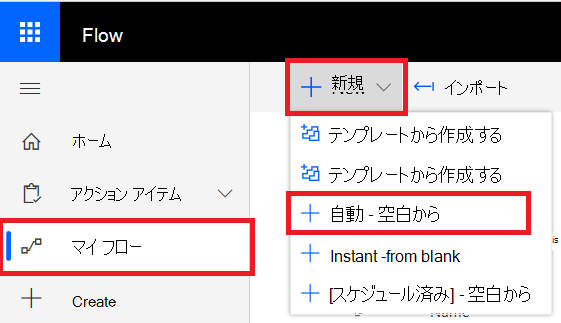 Flow
新規
インポート
ホーム
アクション アイテム
マイ フロー
Create
テンプレートから作成する
テンプレートから作成する
自動 - 空白から
Instant -from blank
[スケジュール済み] - 空白から
is
Name